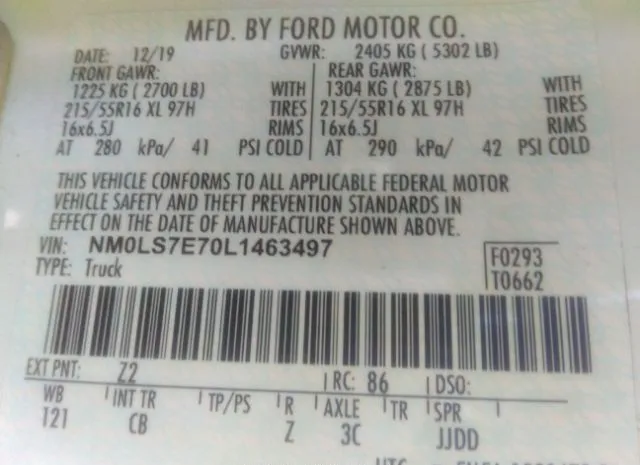 MFD. BY FORD MOTOR CO.
DATE: 12/19 GVWR: 2405 KG ( 5302 LB)
FRONT GAWR: REAR GAWR:
1225 KG ( 2700 LB) WITH 1304 KG ( 2875 LB) WITH
215/55R16 XL 97H TIRES 215/55R16 XL 97H TIRES
16x6.5J RIMS 16x6.5J RIMS
AT 280 kPa/ 41 PSI COLD AT 290 kPa/ 42 PSI COLD
THIS VEHICLE CONFORMS TO ALL APPLICABLE FEDERAL MOTOR
VEHICLE SAFETY AND THEFT PREVENTION STANDARDS IN
EFFECT ON THE DATE OF MANUFACTURE SHOWN ABOVE.
VIN: NM0LS7E70L1463497
F0293
TYPE: Truck
T0662
EXT PNT: Z2 RC: 86 DSO:
WB INT TR TP/PS R AXLE TR SPR
121 CB Z 3C JJDD